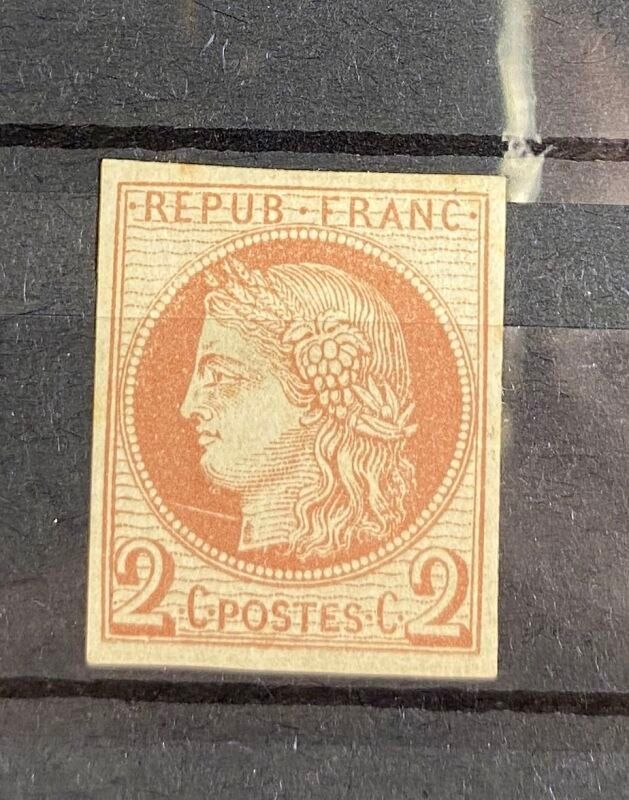 · REPUB · FRANC ·
2 · C · POSTES · C · 2